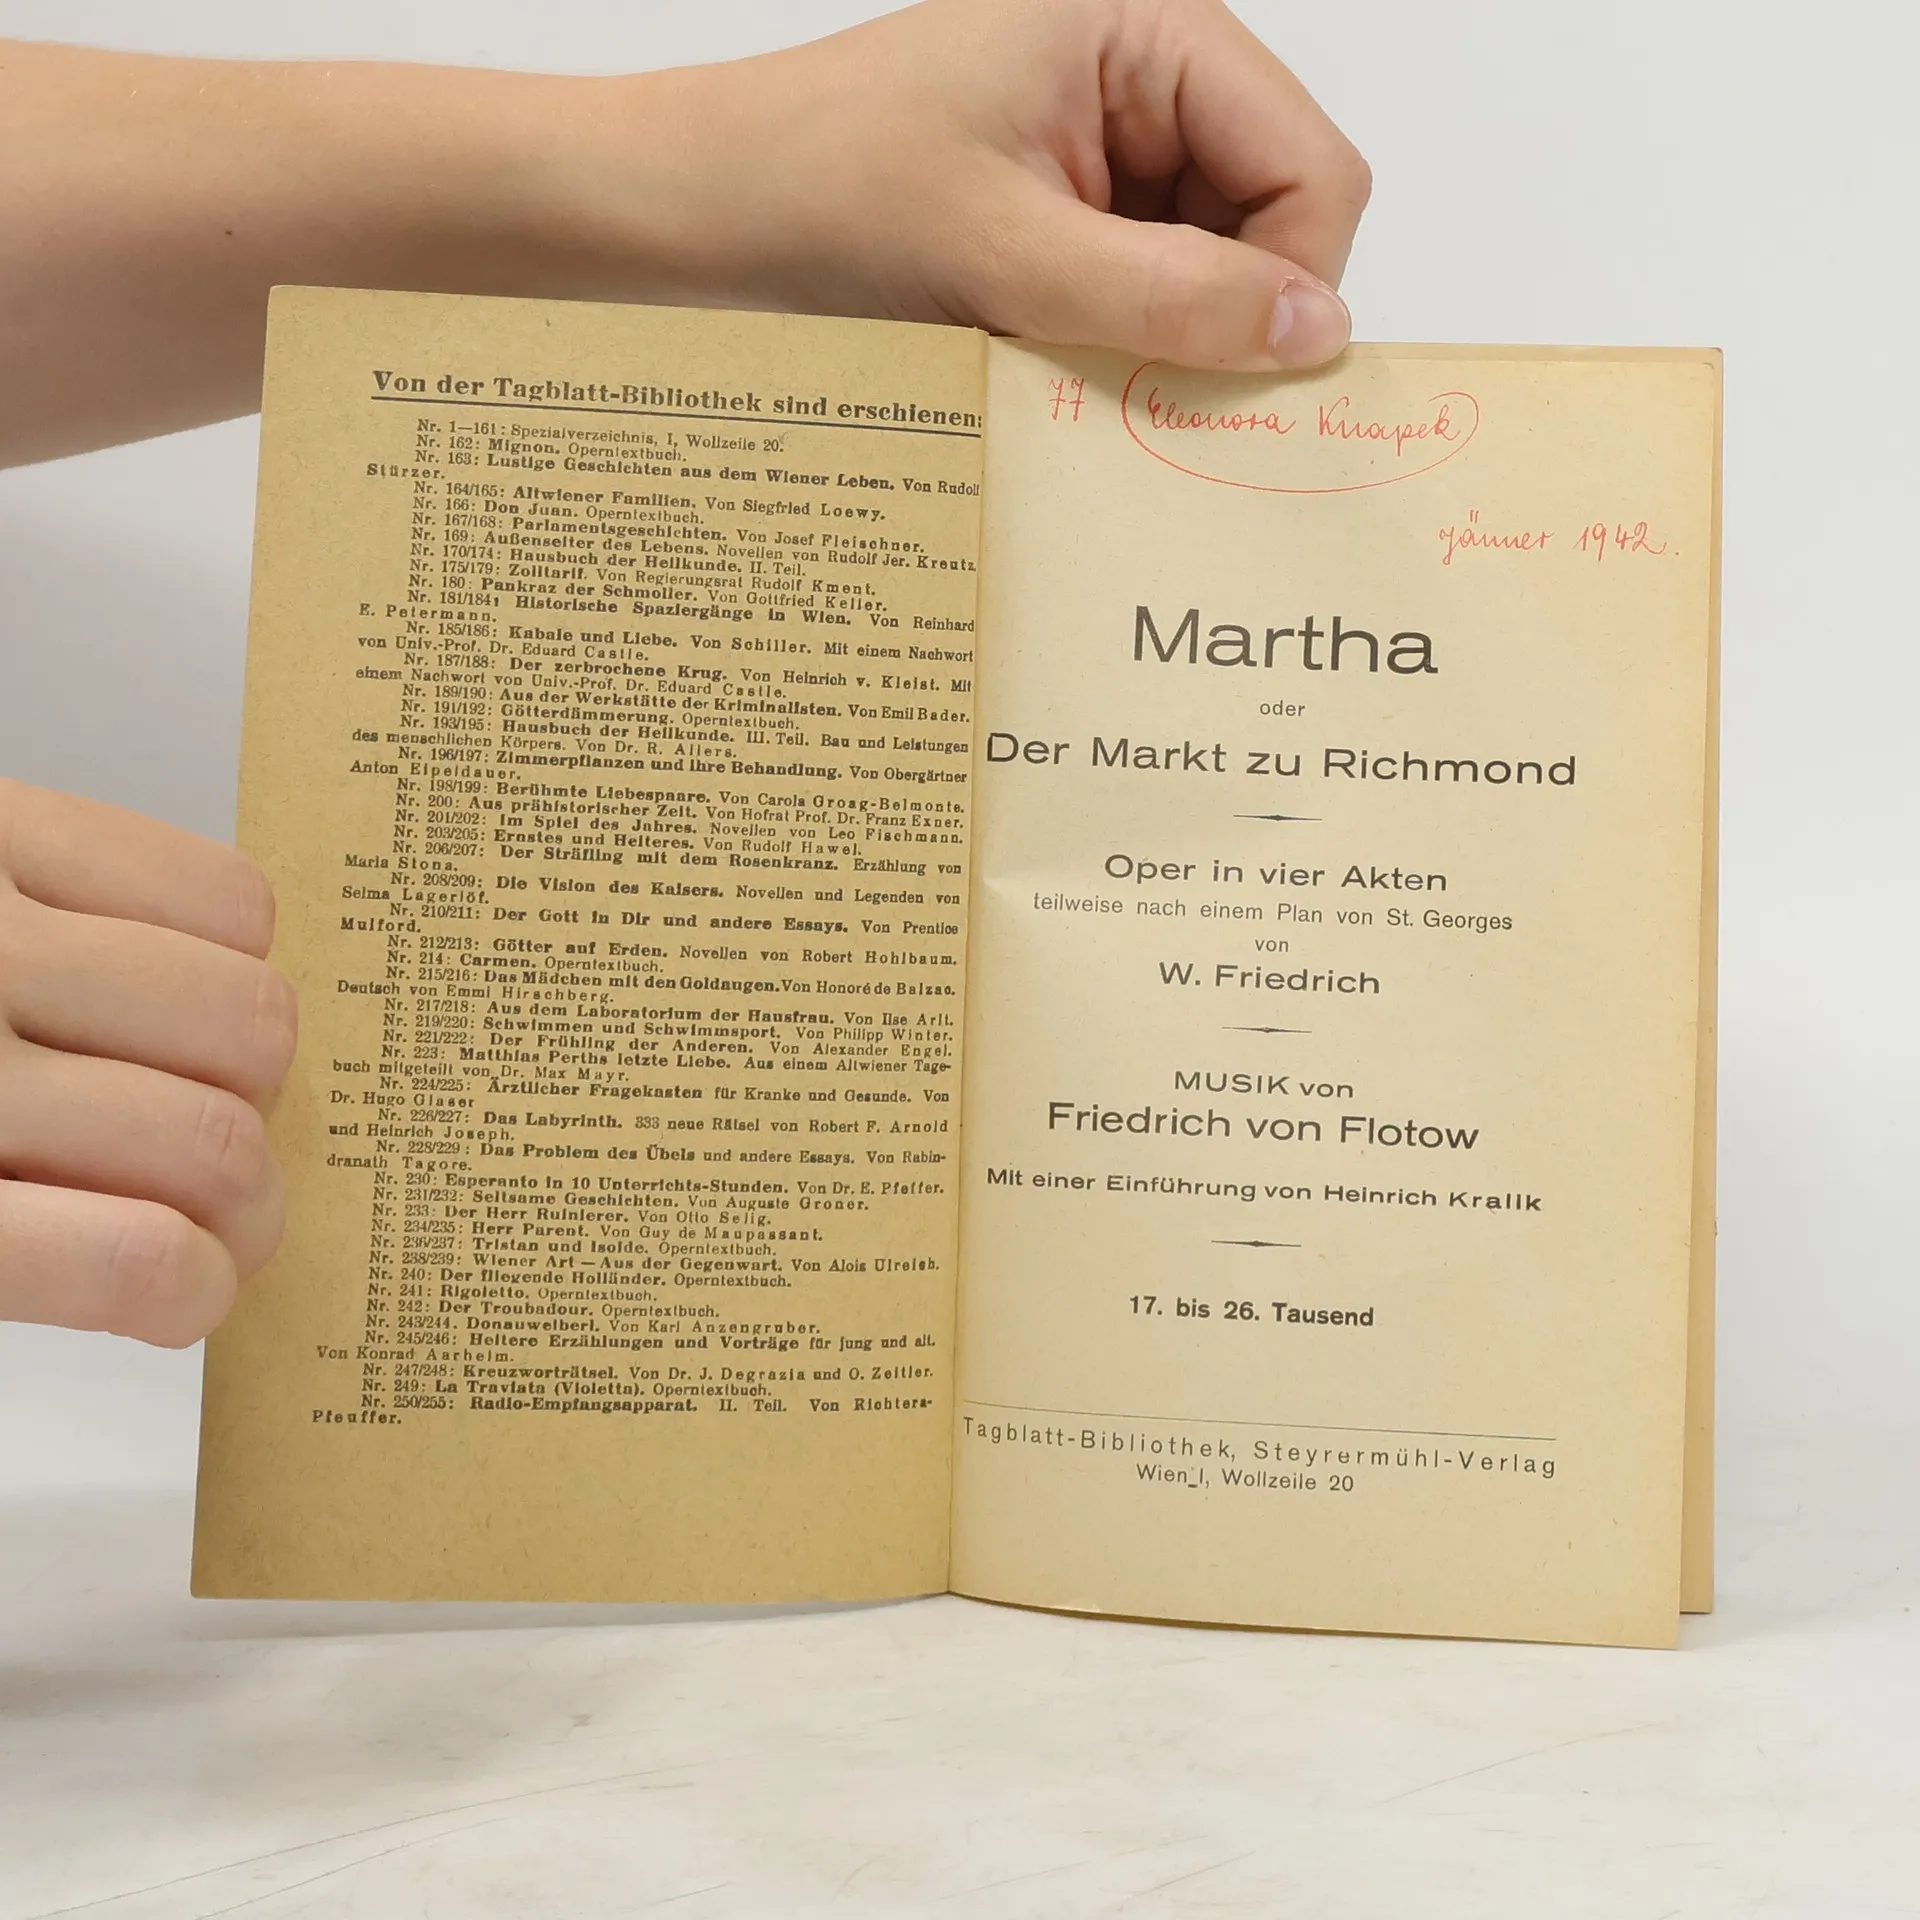 Von der Tagblatt-Bibliothek sind erschienen:
Nr. 1—161: Spezialverzeichnis, I, Wollzeile 20.
Nr. 162: Mignon. Operntextbuch.
Nr. 163: Lustige Geschichten aus dem Wiener Leben. Von Rudolf
Stürzer.
Nr. 164/165: Altwiener Familien. Von Siegfried Loewy.
Nr. 166: Don Juan. Operntextbuch.
Nr. 167/168: Parlamentsgeschichten. Von Josef Fleischner.
Nr. 169: Außenseiter des Lebens. Novellen von Rudolf Jer. Kreutz.
Nr. 170/174: Hausbuch der Heilkunde. II. Teil.
Nr. 175/179: Zolltarif. Von Regierungsrat Rudolf Kment.
Nr. 180: Pankraz der Schmoller. Von Gottfried Keller.
Nr. 181/184: Historische Spaziergänge in Wien. Von Reinhard
E. Petermann.
Nr. 185/186: Kabale und Liebe. Von Schiller. Mit einem Nachwort
von Univ.-Prof. Dr. Eduard Castle.
Nr. 187/188: Der zerbrochene Krug. Von Heinrich v. Kleist. Mit
einem Nachwort von Univ.-Prof. Dr. Eduard Castle.
Nr. 189/190: Aus der Werkstätte der Kriminalisten. Von Emil Bader.
Nr. 191/192: Götterdämmerung. Operntextbuch.
Nr. 193/195: Hausbuch der Heilkunde. III. Teil. Bau und Leistungen
des menschlichen Körpers. Von Dr. R. Allers.
Nr. 196/197: Zimmerpflanzen und ihre Behandlung. Von Obergärtner
Anton Eipeldauer.
Nr. 198/199: Berühmte Liebespaare. Von Carola Groag-Belmonte.
Nr. 200: Aus prähistorischer Zeit. Von Hofrat Prof. Dr. Franz Exner.
Nr. 201/202: Im Spiel des Jahres. Novellen von Leo Fischmann.
Nr. 203/205: Ernstes und Heiteres. Von Rudolf Hawel.
Nr. 206/207: Der Sträfling mit dem Rosenkranz. Erzählung von
Maria Stona.
Nr. 208/209: Die Vision des Kaisers. Novellen und Legenden von
Selma Lagerlöf.
Nr. 210/211: Der Gott in Dir und andere Essays. Von Prentice
Mulford.
Nr. 212/213: Götter auf Erden. Novellen von Robert Hohlbaum.
Nr. 214: Carmen. Operntextbuch.
Nr. 215/216: Das Mädchen mit den Goldaugen. Von Honoré de Balzac.
Deutsch von Emmi Hirschberg.
Nr. 217/218: Aus dem Laboratorium der Hausfrau. Von Ilse Arlt.
Nr. 219/220: Schwimmen und Schwimmsport. Von Philipp Winter.
Nr. 221/222: Der Frühling der Anderen. Von Alexander Engel.
Nr. 223: Matthias Perths letzte Liebe. Aus einem Altwiener Tage-
buch mitgeteilt von Dr. Max Mayr.
Nr. 224/225: Ärztlicher Fragekasten für Kranke und Gesunde. Von
Dr. Hugo Glaser
Nr. 226/227: Das Labyrinth. 333 neue Rätsel von Robert F. Arnold
und Heinrich Joseph.
Nr. 228/229: Das Problem des Übels und andere Essays. Von Rabin-
dranath Tagore.
Nr. 230: Esperanto in 10 Unterrichts-Stunden. Von Dr. E. Pfeffer.
Nr. 231/232: Seltsame Geschichten. Von Auguste Groner.
Nr. 233: Der Herr Ruinierer. Von Otto Selig.
Nr. 234/235: Herr Parent. Von Guy de Maupassant.
Nr. 236/237: Tristan und Isolde. Operntextbuch.
Nr. 238/239: Wiener Art — Aus der Gegenwart. Von Alois Ulreich.
Nr. 240: Der fliegende Holländer. Operntextbuch.
Nr. 241: Rigoletto. Operntextbuch.
Nr. 242: Der Troubadour. Operntextbuch.
Nr. 243/244. Donauweiberl. Von Karl Anzengruber.
Nr. 245/246: Heitere Erzählungen und Vorträge für jung und alt.
Von Konrad Aarhelm.
Nr. 247/248: Kreuzworträtsel. Von Dr. J. Degrazia und O. Zeitler.
Nr. 249: La Traviata (Violetta). Operntextbuch.
Nr. 250/255: Radio-Empfangsapparat. II. Teil. Von Richtera-
Pfeuffer.
77 Eleonora Knapek
Jänner 1942.
Martha
oder
Der Markt zu Richmond
Oper in vier Akten
teilweise nach einem Plan von St. Georges
von
W. Friedrich
MUSIK von
Friedrich von Flotow
Mit einer Einführung von Heinrich Kralik
17. bis 26. Tausend
Tagblatt-Bibliothek, Steyrermühl-Verlag
Wien I, Wollzeile 20